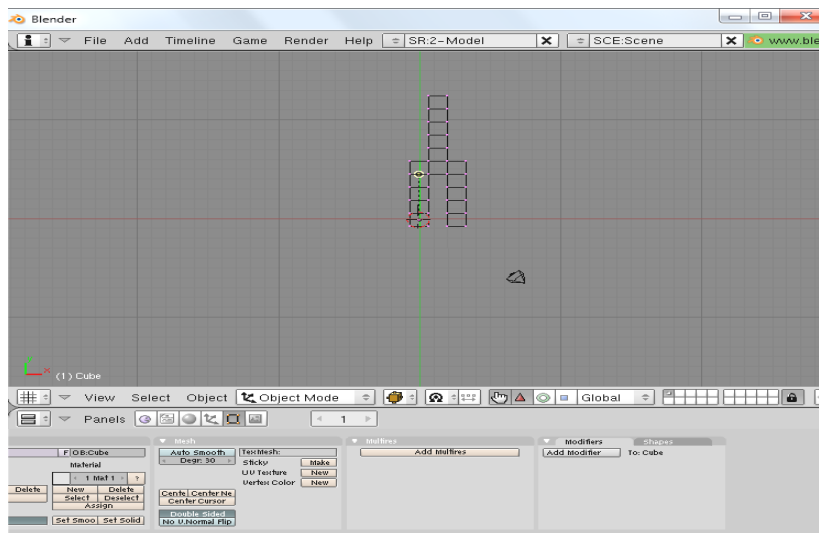 Blender
File Add Timeline Game Render Help SR:2-Model SCE:Scene www.ble
x
(1) Cube
View Select Object Object Mode Global
Panels 1
Mesh Multires Modifiers Shapes
F OB:Cube Auto Smooth TexMesh: Add Multires Add Modifier To: Cube
Material Degr: 30 Sticky Make
1 Mat 1 ? UV Texture New
Delete New Delete Vertex Color New
Select Deselect Cente Center Ne
Assign Center Cursor
Double Sided
Set Smoo Set Solid No V.Normal Flip